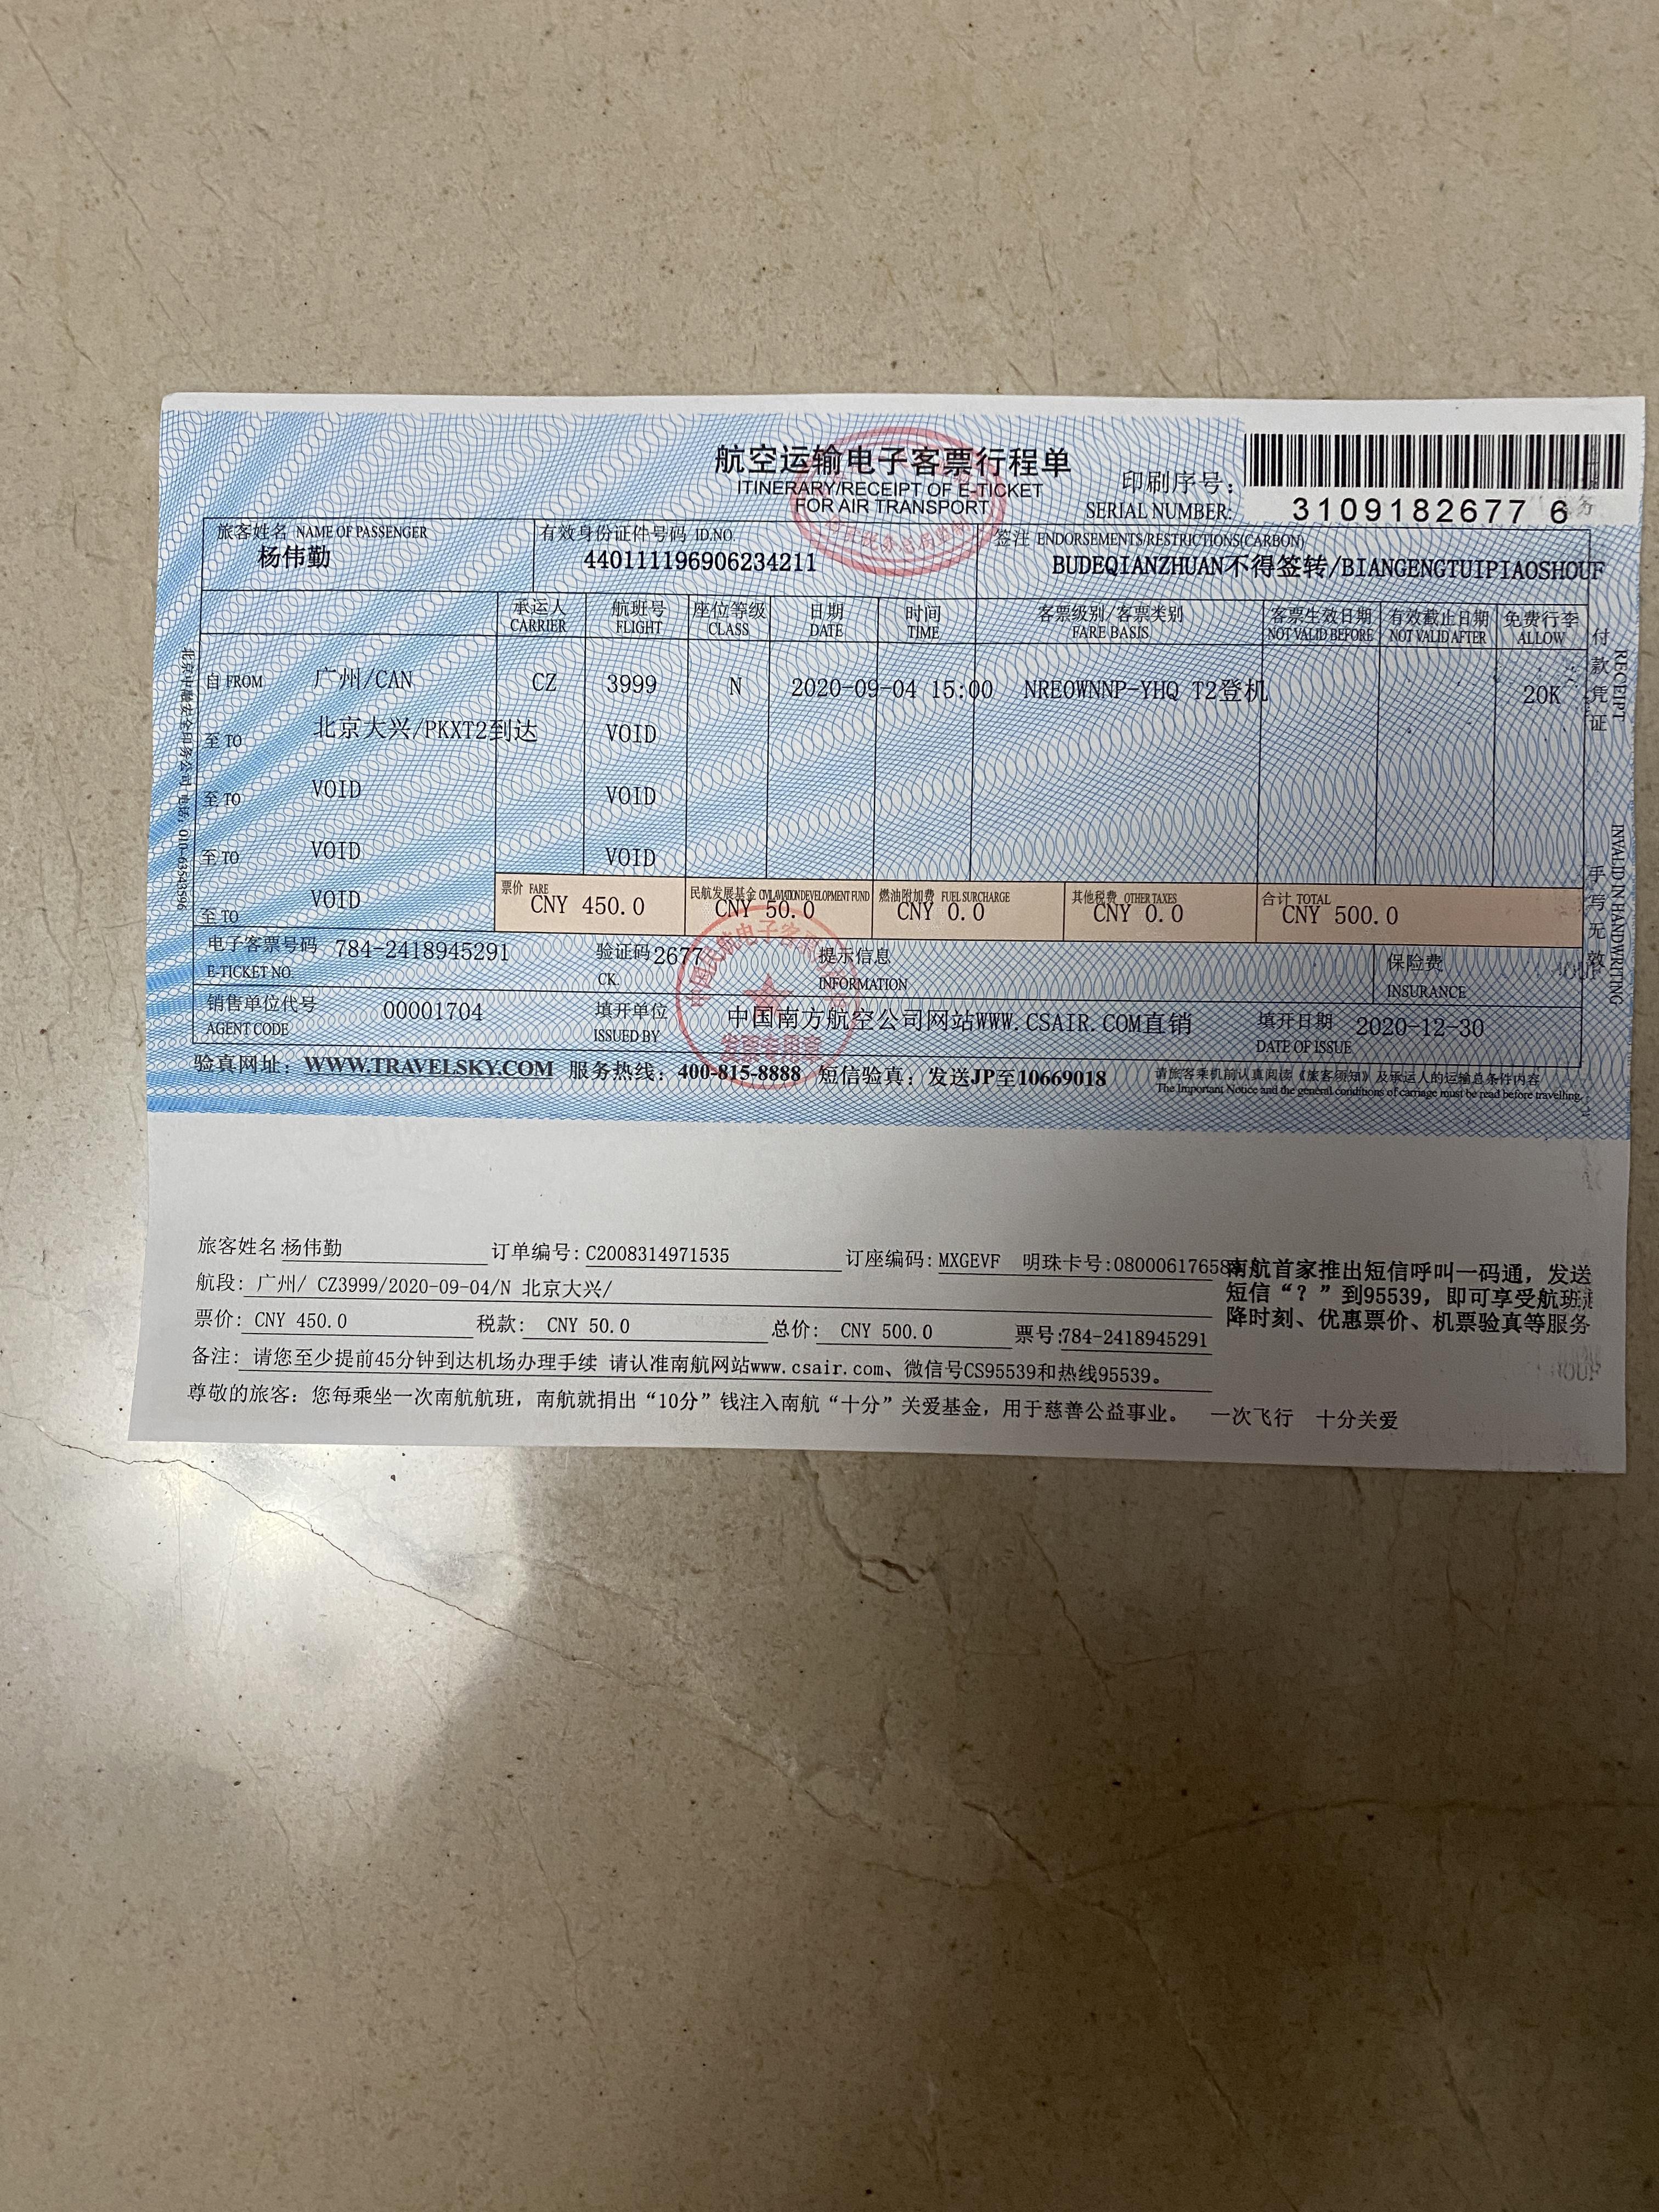 航空运输电子客票行程单
ITINERARY/RECEIPT OF E-TICKET
FOR AIR TRANSPORT
印刷序号：
SERIAL NUMBER: 3109182677 6
旅客姓名 NAME OF PASSENGER 有效身份证件号码 ID.NO. 签注 ENDORSEMENTS/RESTRICTIONS(CARBON)
杨伟勤 440111196906234211 BUDEQIANZHUAN不得签转/BIANGENGTUIPIAOSHOUF
承运人 航班号 座位等级 日期 时间 客票级别/客票类别 客票生效日期 有效截止日期 免费行李
CARRIER FLIGHT CLASS DATE TIME FARE BASIS NOT VALID BEFORE NOT VALID AFTER ALLOW
自 FROM 广州/CAN CZ 3999 N 2020-09-04 15:00 NREOWNNP-YHQ T2登机 20K
至 TO 北京大兴/PKXT2到达 VOID
至 TO VOID VOID
至 TO VOID VOID
至 TO VOID
票价 FARE 民航发展基金 CIVIL AVIATION DEVELOPMENT FUND 燃油附加费 FUEL SURCHARGE 其他税费 OTHER TAXES 合计 TOTAL
CNY 450.0 CNY 50.0 CNY 0.0 CNY 0.0 CNY 500.0
电子客票号码 784-2418945291 验证码 2677 提示信息 保险费
E-TICKET NO. CK. INFORMATION INSURANCE
销售单位代号 00001704 填开单位 中国南方航空公司网站WWW.CSAIR.COM直销 填开日期 2020-12-30
AGENT CODE ISSUED BY DATE OF ISSUE
验真网址：WWW.TRAVELSKY.COM 服务热线：400-815-8888 短信验真：发送JP至10669018
请旅客乘机前认真阅读《旅客须知》及承运人的运输总条件内容
The Important Notice and the general conditions of carriage must be read before travelling.
付款凭证 RECEIPT
手写无效 INVALID IN HANDWRITING
发票专用章
旅客姓名:杨伟勤 订单编号:C2008314971535 订座编码:MXGEVF 明珠卡号:08000617658
航段: 广州/ CZ3999/2020-09-04/N 北京大兴/
票价: CNY 450.0 税款: CNY 50.0 总价: CNY 500.0 票号:784-2418945291
备注: 请您至少提前45分钟到达机场办理手续 请认准南航网站www.csair.com、微信号CS95539和热线95539。
尊敬的旅客：您每乘坐一次南航航班，南航就捐出“10分”钱注入南航“十分”关爱基金，用于慈善公益事业。 一次飞行 十分关爱
南航首家推出短信呼叫一码通，发送
短信“？”到95539，即可享受航班
降时刻、优惠票价、机票验真等服务